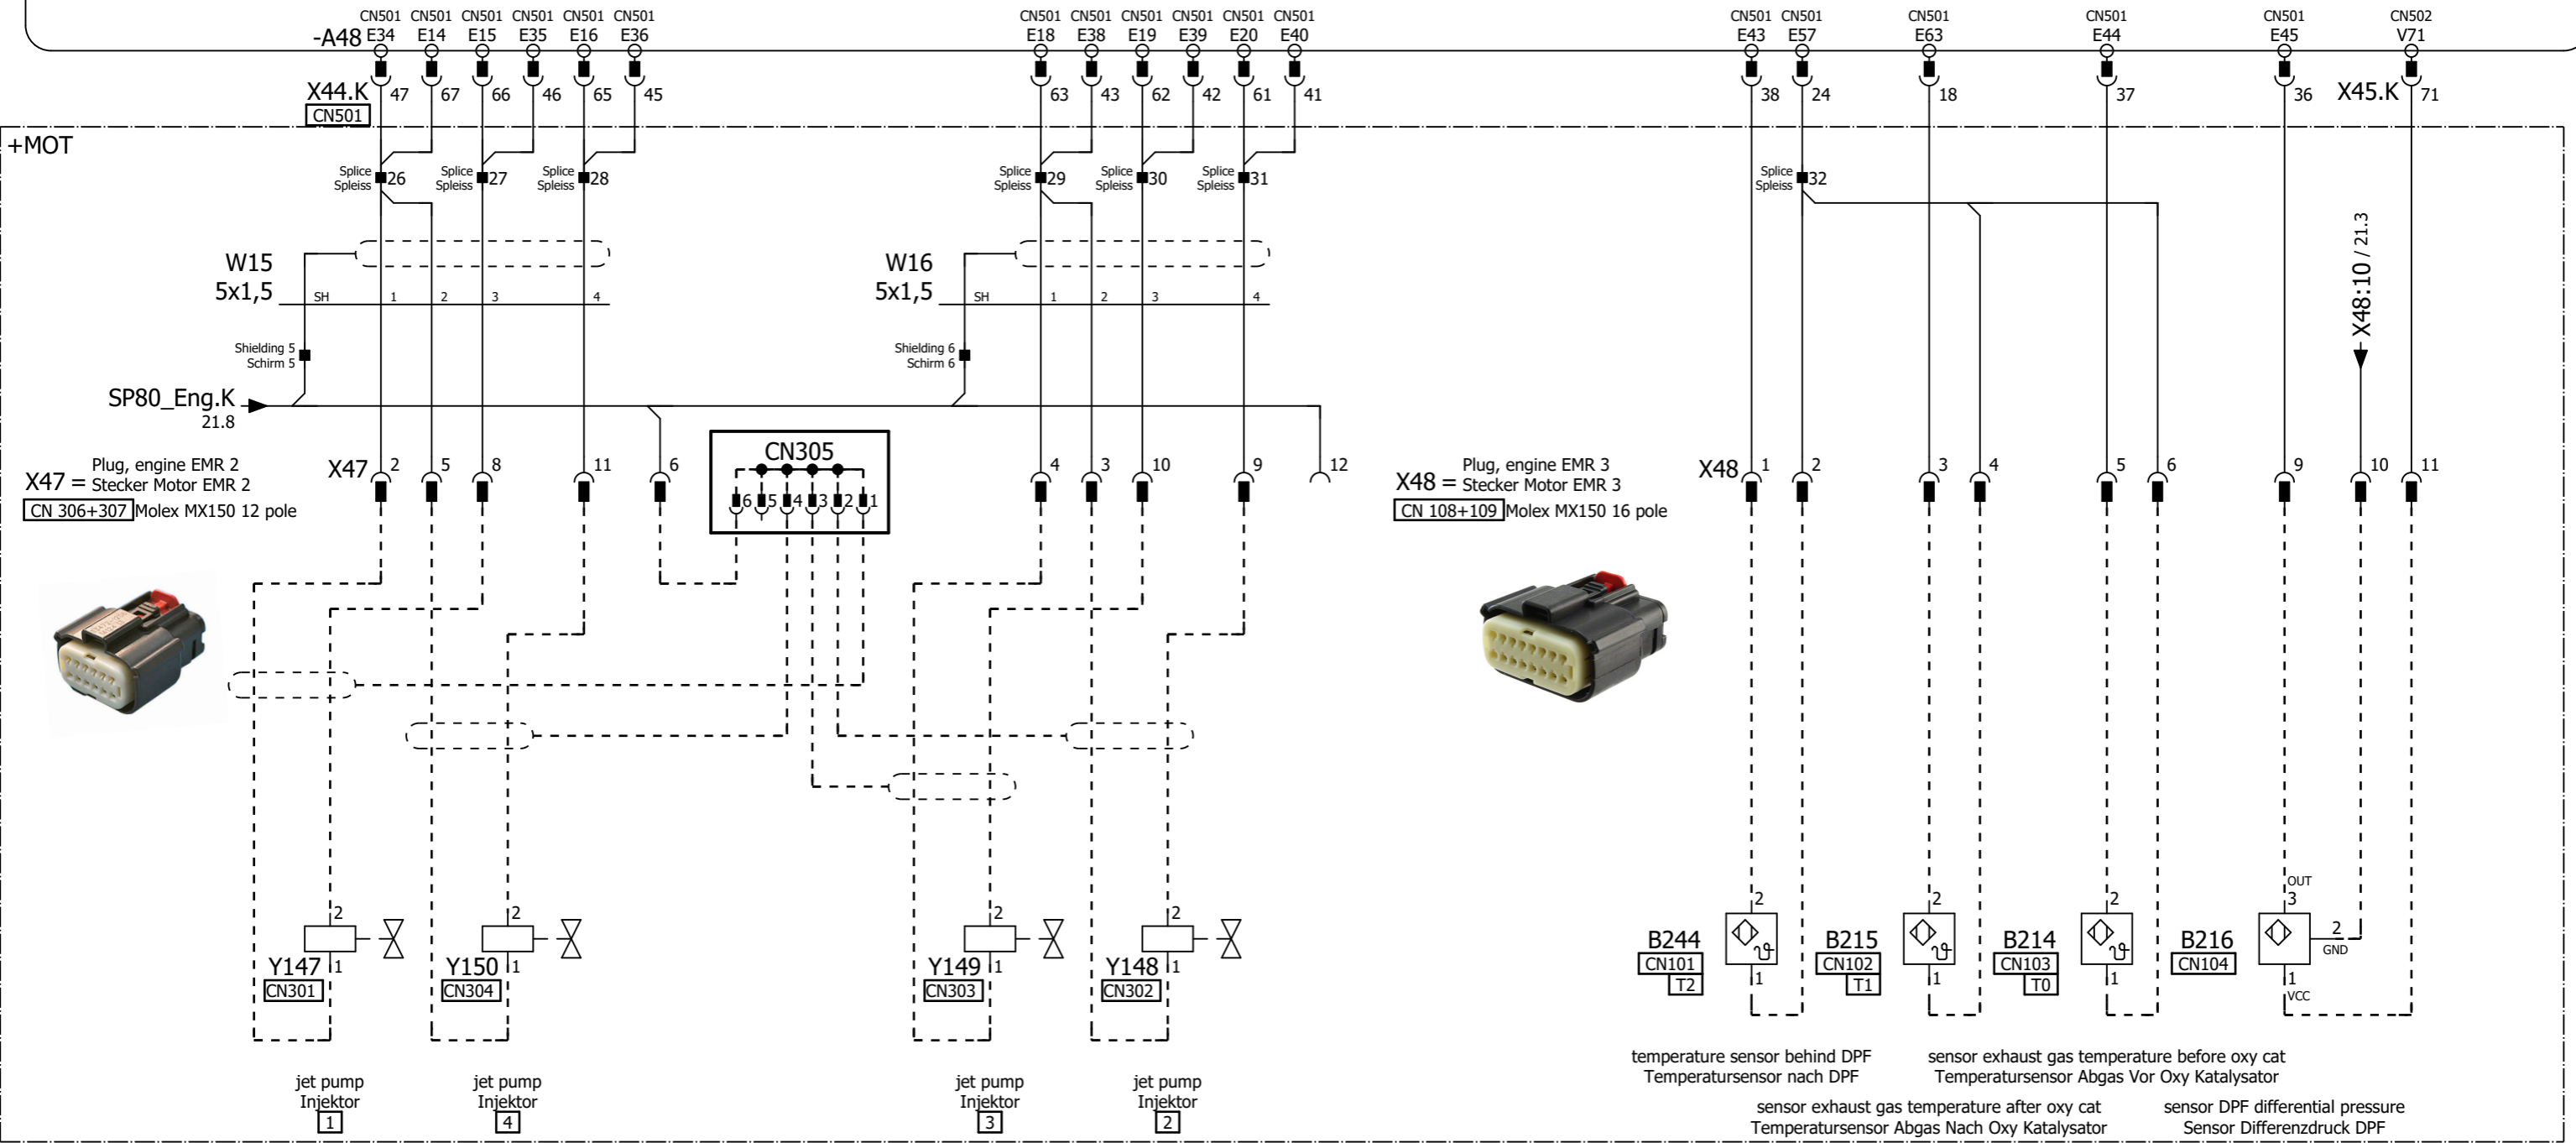 CN501 CN501 CN501 CN501 CN501 CN501 CN501 CN501 CN501 CN501 CN501 CN501 CN501 CN501 CN501 CN501 CN501 CN502
-A48 E34 E14 E15 E35 E16 E36 E18 E38 E19 E39 E20 E40 E43 E57 E63 E44 E45 V71
X44.K 47 67 66 46 65 45 63 43 62 42 61 41 38 24 18 37 36 X45.K 71
CN501
+MOT
Splice Splice Splice Splice Splice Splice Splice
Spleiss 26 Spleiss 27 Spleiss 28 Spleiss 29 Spleiss 30 Spleiss 31 Spleiss 32
X48:10 / 21.3
W15 W16
5x1,5 SH 1 2 3 4 5x1,5 SH 1 2 3 4
Shielding 5 Shielding 6
Schirm 5 Schirm 6
SP80_Eng.K
21.8
CN305
6 5 4 3 2 1
X47 = Plug, engine EMR 2
Stecker Motor EMR 2
CN 306+307 Molex MX150 12 pole
X47 2 5 8 11 6 4 3 10 9 12
X48 = Plug, engine EMR 3
Stecker Motor EMR 3
CN 108+109 Molex MX150 16 pole
X48 1 2 3 4 5 6 9 10 11
2 2 2 2 2 2 2 OUT
3
2
GND
Y147 1 Y150 1 Y149 1 Y148 1 B244 1 B215 1 B214 1 B216 1
CN301 CN304 CN303 CN302 CN101 CN102 CN103 CN104
T2 T1 T0 VCC
temperature sensor behind DPF
Temperatursensor nach DPF
sensor exhaust gas temperature before oxy cat
Temperatursensor Abgas Vor Oxy Katalysator
jet pump
Injektor
1
jet pump
Injektor
4
jet pump
Injektor
3
jet pump
Injektor
2
sensor exhaust gas temperature after oxy cat
Temperatursensor Abgas Nach Oxy Katalysator
sensor DPF differential pressure
Sensor Differenzdruck DPF